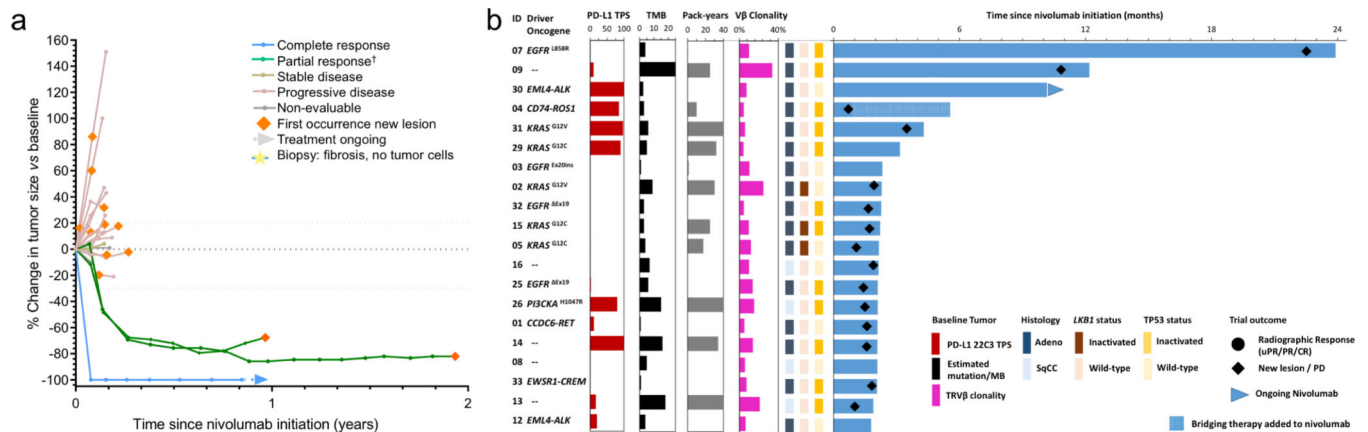 a
160
140
120
100
80
60
40
20
0
-20
-40
-60
-80
-100
% Change in tumor size vs baseline
0
1
2
Time since nivolumab initiation (years)
Complete response
Partial response†
Stable disease
Progressive disease
Non-evaluable
First occurrence new lesion
Treatment ongoing
Biopsy: fibrosis, no tumor cells
b
ID Driver Oncogene
PD-L1 TPS
0 50 100
TMB
0 10 20
Pack-years
0 20 40
Vβ Clonality
0% 40%
Time since nivolumab initiation (months)
0 6 12 18 24
07 EGFR L858R
09 --
30 EML4-ALK
04 CD74-ROS1
31 KRAS G12V
29 KRAS G12C
03 EGFR Ex20ins
02 KRAS G12V
32 EGFR ΔEx19
15 KRAS G12C
05 KRAS G12C
16 --
25 EGFR ΔEx19
26 PI3CKA H1047R
01 CCDC6-RET
14 --
08 --
33 EWSR1-CREM
13 --
12 EML4-ALK
Baseline Tumor
PD-L1 22C3 TPS
Estimated mutation/MB
TRVβ clonality
Histology
Adeno
SqCC
LKB1 status
Inactivated
Wild-type
TP53 status
Inactivated
Wild-type
Trial outcome
Radiographic Response (uPR/PR/CR)
New lesion / PD
Ongoing Nivolumab
Bridging therapy added to nivolumab